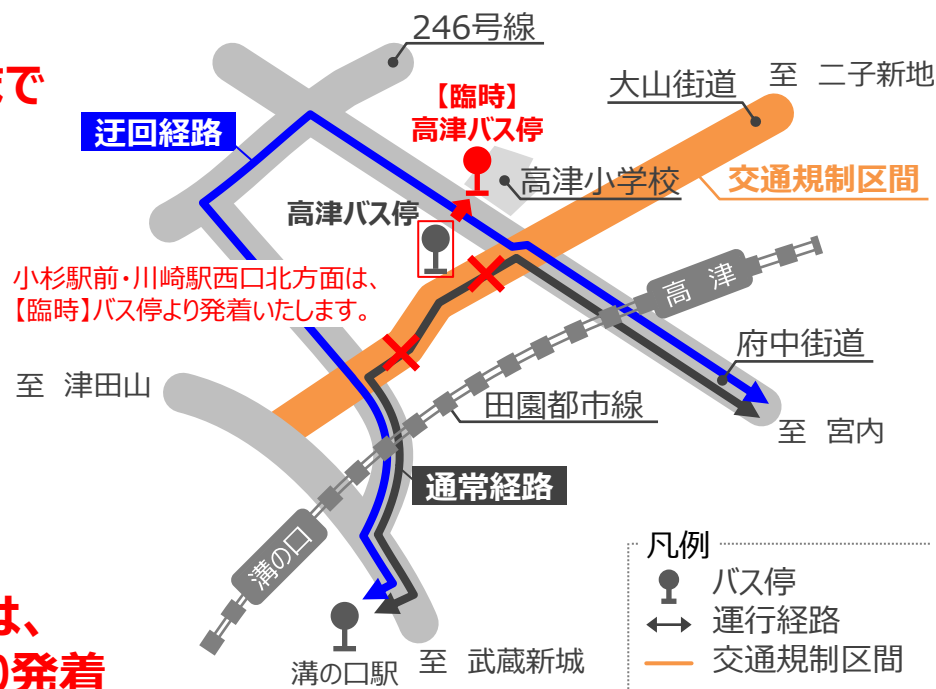 246号線
まで
【臨時】
高津バス停
大山街道
至 二子新地
迂回経路
高津小学校
交通規制区間
高津バス停
小杉駅前・川崎駅西口北方面は、
【臨時】バス停より発着いたします。
高津
府中街道
至 津田山
田園都市線
至 宮内
通常経路
溝の口
凡例
バス停
運行経路
交通規制区間
は、
発着
溝の口駅
至 武蔵新城